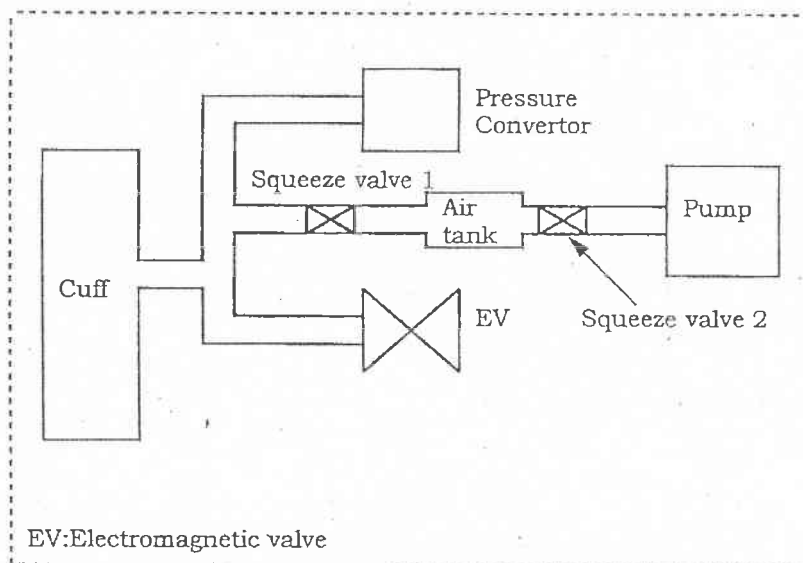 Pressure
Convertor
Squeeze valve 1
Air
tank
Pump
Cuff
EV
Squeeze valve 2
EV:Electromagnetic valve